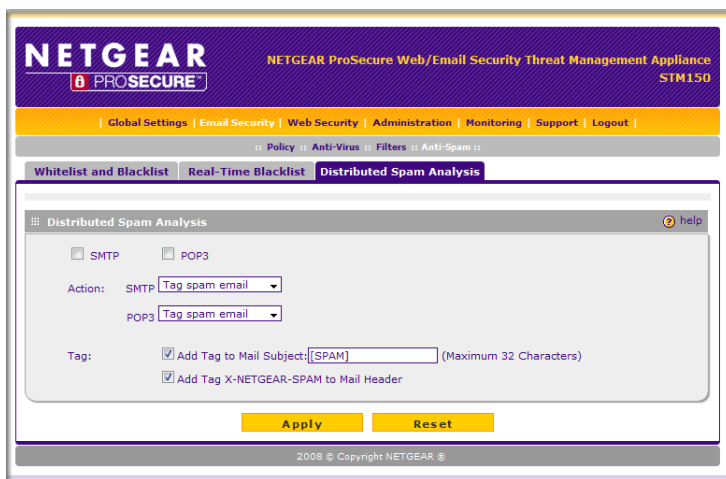 NETGEAR
PROSECURE™
NETGEAR ProSecure Web/Email Security Threat Management Appliance
STM150
| Global Settings | Email Security | Web Security | Administration | Monitoring | Support | Logout |
:: Policy :: Anti-Virus :: Filters :: Anti-Spam ::
Whitelist and Blacklist Real-Time Blacklist Distributed Spam Analysis
Distributed Spam Analysis ? help
SMTP POP3
Action: SMTP Tag spam email
POP3 Tag spam email
Tag: Add Tag to Mail Subject: [SPAM] (Maximum 32 Characters)
Add Tag X-NETGEAR-SPAM to Mail Header
Apply Reset
2008 © Copyright NETGEAR ®